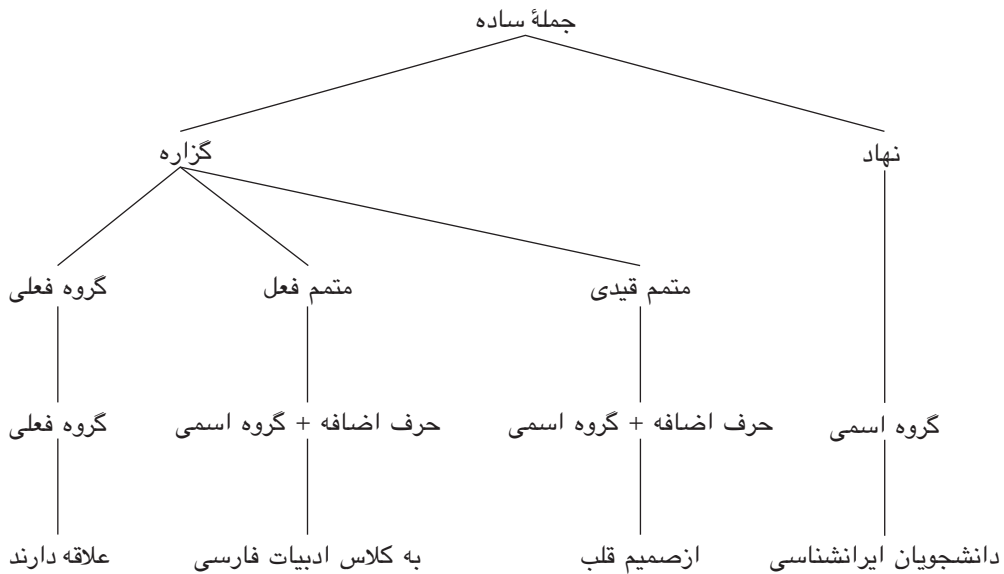 جملهٔ ساده
نهاد گزاره
متمم قیدی متمم فعل گروه فعلی
گروه اسمی حرف اضافه + گروه اسمی حرف اضافه + گروه اسمی گروه فعلی
دانشجویان ایرانشناسی ازصمیم قلب به کلاس ادبیات فارسی علاقه دارند